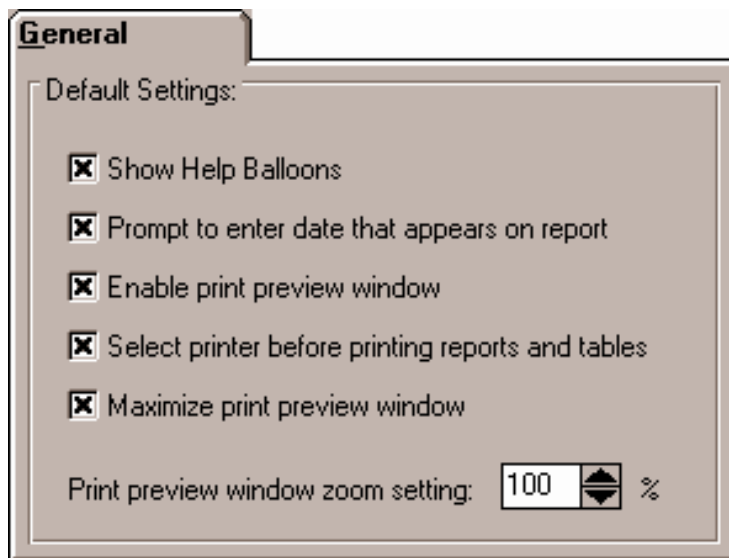 General
Default Settings:
Show Help Balloons
Prompt to enter date that appears on report
Enable print preview window
Select printer before printing reports and tables
Maximize print preview window
Print preview window zoom setting: 100 %